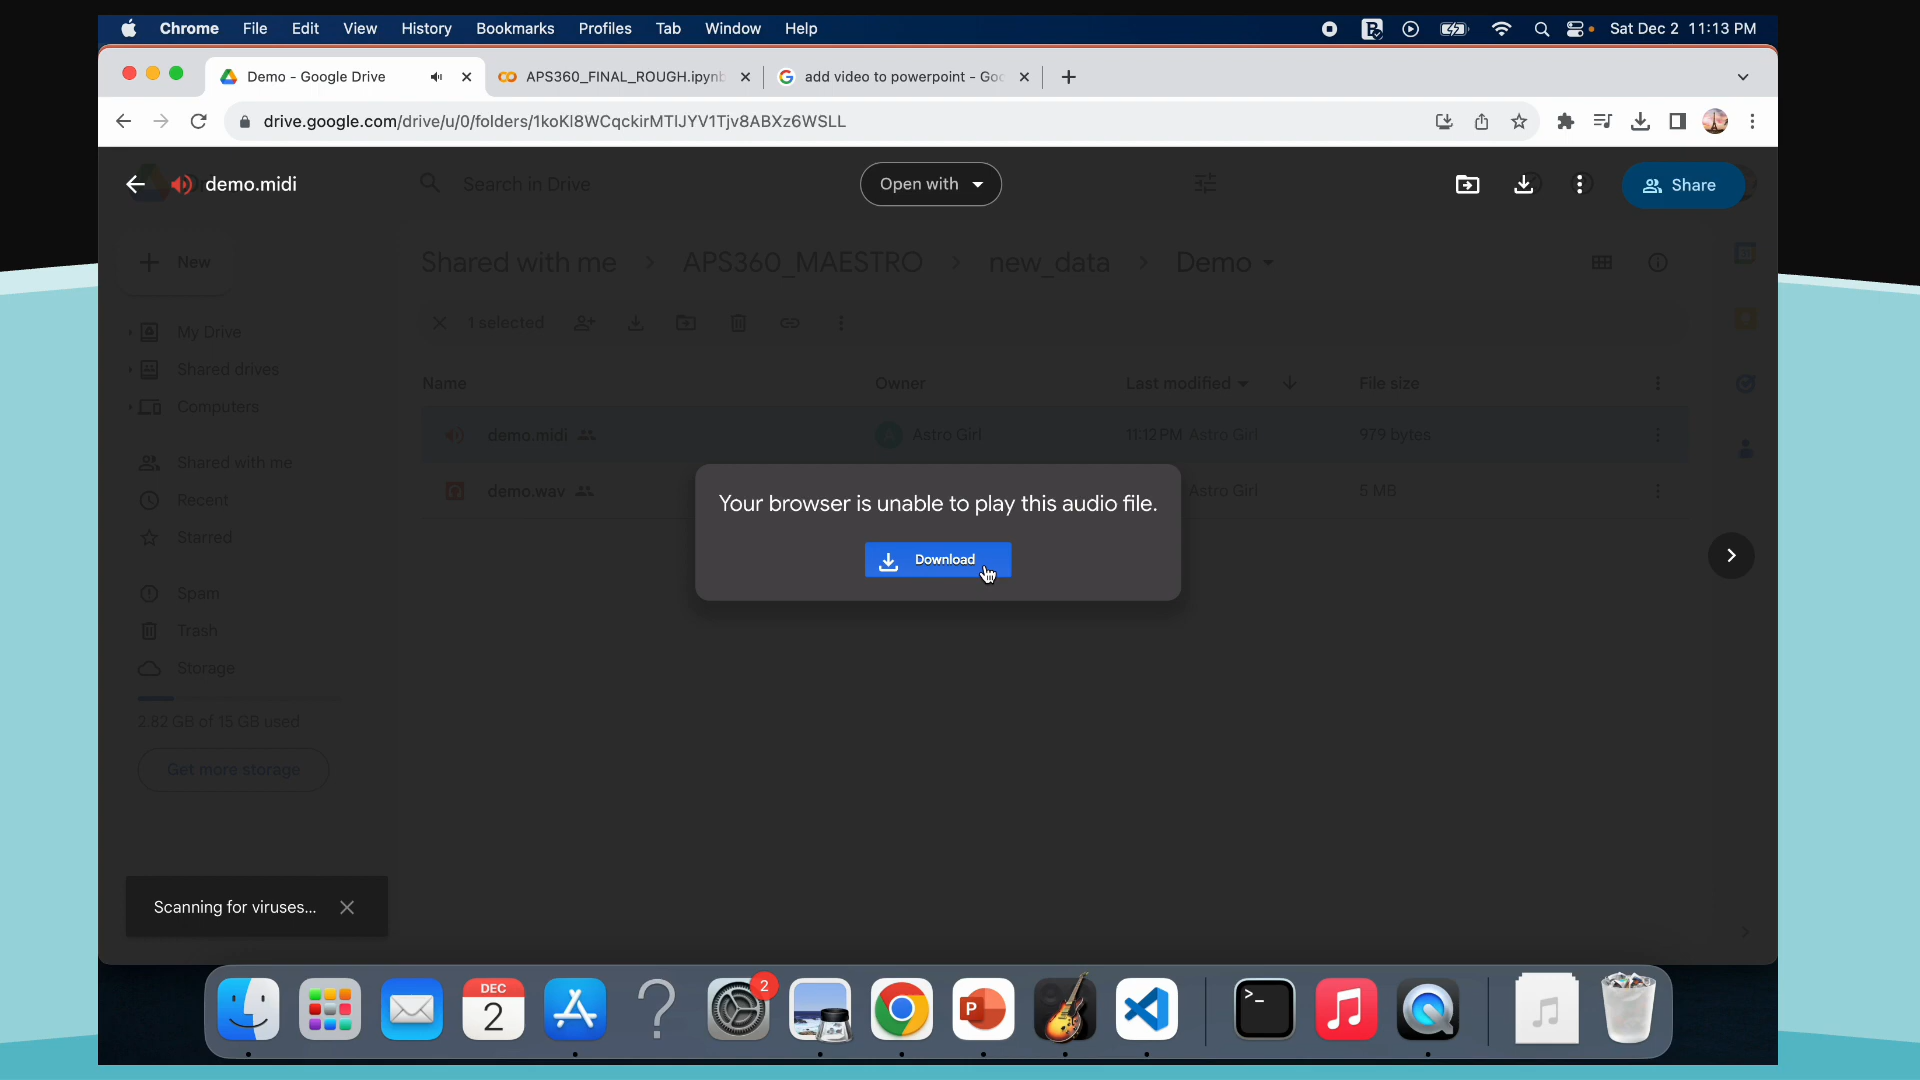 Chrome File Edit View History Bookmarks Profiles Tab Window Help Sat Dec 2 11:13 PM
Demo - Google Drive APS360_FINAL_ROUGH.ipynb add video to powerpoint - Goo
drive.google.com/drive/u/0/folders/1koKI8WCqckirMTIJYV1Tjv8ABXz6WSLL
demo.midi Search in Drive Open with Share
New
Shared with me > APS360_MAESTRO > new_data > Demo
1 selected
My Drive
Shared drives
Computers
Name Owner Last modified File size
demo.midi Astro Girl 11:12 PM Astro Girl 979 bytes
Shared with me
demo.wav Astro Girl 5 MB
Your browser is unable to play this audio file.
Download
Recent
Starred
Spam
Trash
Storage
2.82 GB of 15 GB used
Get more storage
Scanning for viruses...
DEC
2
2
P